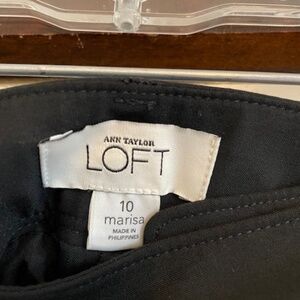 ANN TAYLOR
LOFT
10
marisa
MADE IN
PHILIPPINES